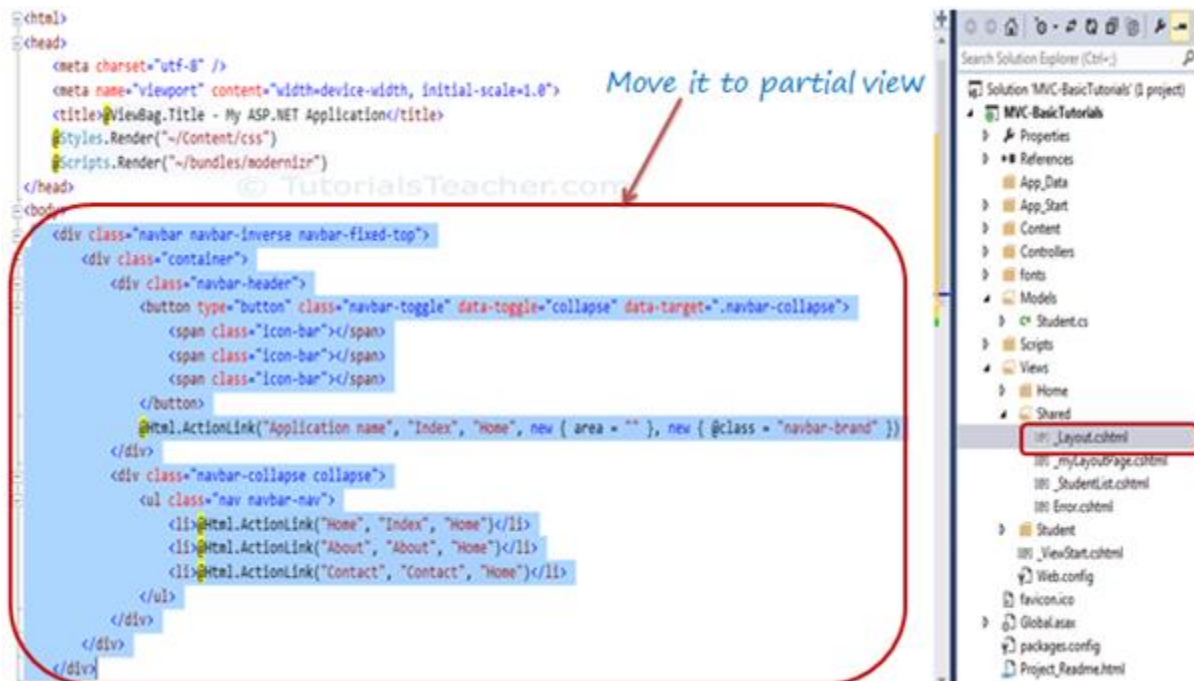 <html>
<head>
<meta charset="utf-8" />
<meta name="viewport" content="width=device-width, initial-scale=1.0">
<title>@ViewBag.Title - My ASP.NET Application</title>
@Styles.Render("~/Content/css")
@Scripts.Render("~/bundles/modernizr")
</head>
<body>
<div class="navbar navbar-inverse navbar-fixed-top">
<div class="container">
<div class="navbar-header">
<button type="button" class="navbar-toggle" data-toggle="collapse" data-target=".navbar-collapse">
<span class="icon-bar"></span>
<span class="icon-bar"></span>
<span class="icon-bar"></span>
</button>
@Html.ActionLink("Application name", "Index", "Home", new { area = "" }, new { @class = "navbar-brand" })
</div>
<div class="navbar-collapse collapse">
<ul class="nav navbar-nav">
<li>@Html.ActionLink("Home", "Index", "Home")</li>
<li>@Html.ActionLink("About", "About", "Home")</li>
<li>@Html.ActionLink("Contact", "Contact", "Home")</li>
</ul>
</div>
</div>
</div>
Move it to partial view
© TutorialsTeacher.com
Search Solution Explorer (Ctrl+;)
Solution 'MVC-BasicTutorials' (1 project)
MVC-BasicTutorials
Properties
References
App_Data
App_Start
Content
Controllers
fonts
Models
C# Student.cs
Scripts
Views
Home
Shared
_Layout.cshtml
_myLayoutPage.cshtml
_StudentList.cshtml
Error.cshtml
Student
_ViewStart.cshtml
Web.config
favicon.ico
Global.asax
packages.config
Project_Readme.html